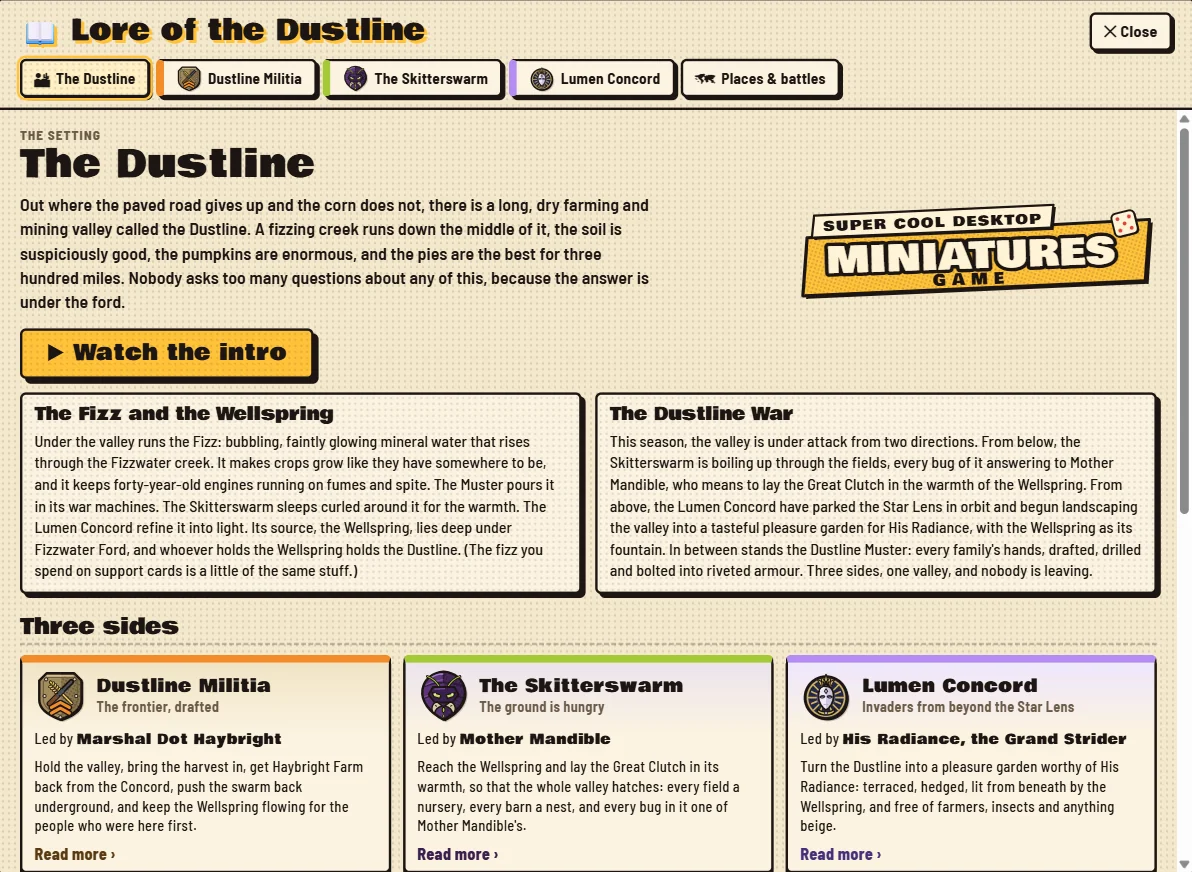 Lore of the Dustline
Close
The Dustline
Dustline Militia
The Skitterswarm
Lumen Concord
Places & battles
THE SETTING
The Dustline
Out where the paved road gives up and the corn does not, there is a long, dry farming and
mining valley called the Dustline. A fizzing creek runs down the middle of it, the soil is
suspiciously good, the pumpkins are enormous, and the pies are the best for three
hundred miles. Nobody asks too many questions about any of this, because the answer is
under the ford.
SUPER COOL DESKTOP
MINIATURES
GAME
Watch the intro
The Fizz and the Wellspring
Under the valley runs the Fizz: bubbling, faintly glowing mineral water that rises
through the Fizzwater creek. It makes crops grow like they have somewhere to be,
and it keeps forty-year-old engines running on fumes and spite. The Muster pours it
in its war machines. The Skitterswarm sleeps curled around it for the warmth. The
Lumen Concord refine it into light. Its source, the Wellspring, lies deep under
Fizzwater Ford, and whoever holds the Wellspring holds the Dustline. (The fizz you
spend on support cards is a little of the same stuff.)
The Dustline War
This season, the valley is under attack from two directions. From below, the
Skitterswarm is boiling up through the fields, every bug of it answering to Mother
Mandible, who means to lay the Great Clutch in the warmth of the Wellspring. From
above, the Lumen Concord have parked the Star Lens in orbit and begun landscaping
the valley into a tasteful pleasure garden for His Radiance, with the Wellspring as its
fountain. In between stands the Dustline Muster: every family's hands, drafted, drilled
and bolted into riveted armour. Three sides, one valley, and nobody is leaving.
Three sides
Dustline Militia
The frontier, drafted
Led by Marshal Dot Haybright
Hold the valley, bring the harvest in, get Haybright Farm
back from the Concord, push the swarm back
underground, and keep the Wellspring flowing for the
people who were here first.
Read more ›
The Skitterswarm
The ground is hungry
Led by Mother Mandible
Reach the Wellspring and lay the Great Clutch in its
warmth, so that the whole valley hatches: every field a
nursery, every barn a nest, and every bug in it one of
Mother Mandible's.
Read more ›
Lumen Concord
Invaders from beyond the Star Lens
Led by His Radiance, the Grand Strider
Turn the Dustline into a pleasure garden worthy of His
Radiance: terraced, hedged, lit from beneath by the
Wellspring, and free of farmers, insects and anything
beige.
Read more ›